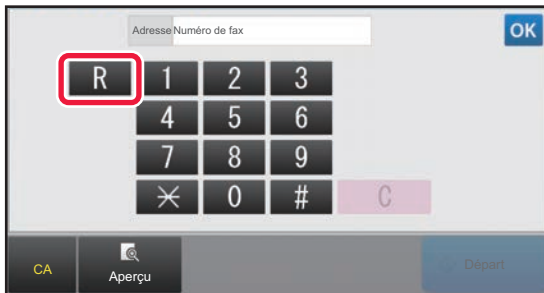 Adresse Numéro de fax OK
R 1 2 3
4 5 6
7 8 9
* 0 # C
CA Aperçu Départ